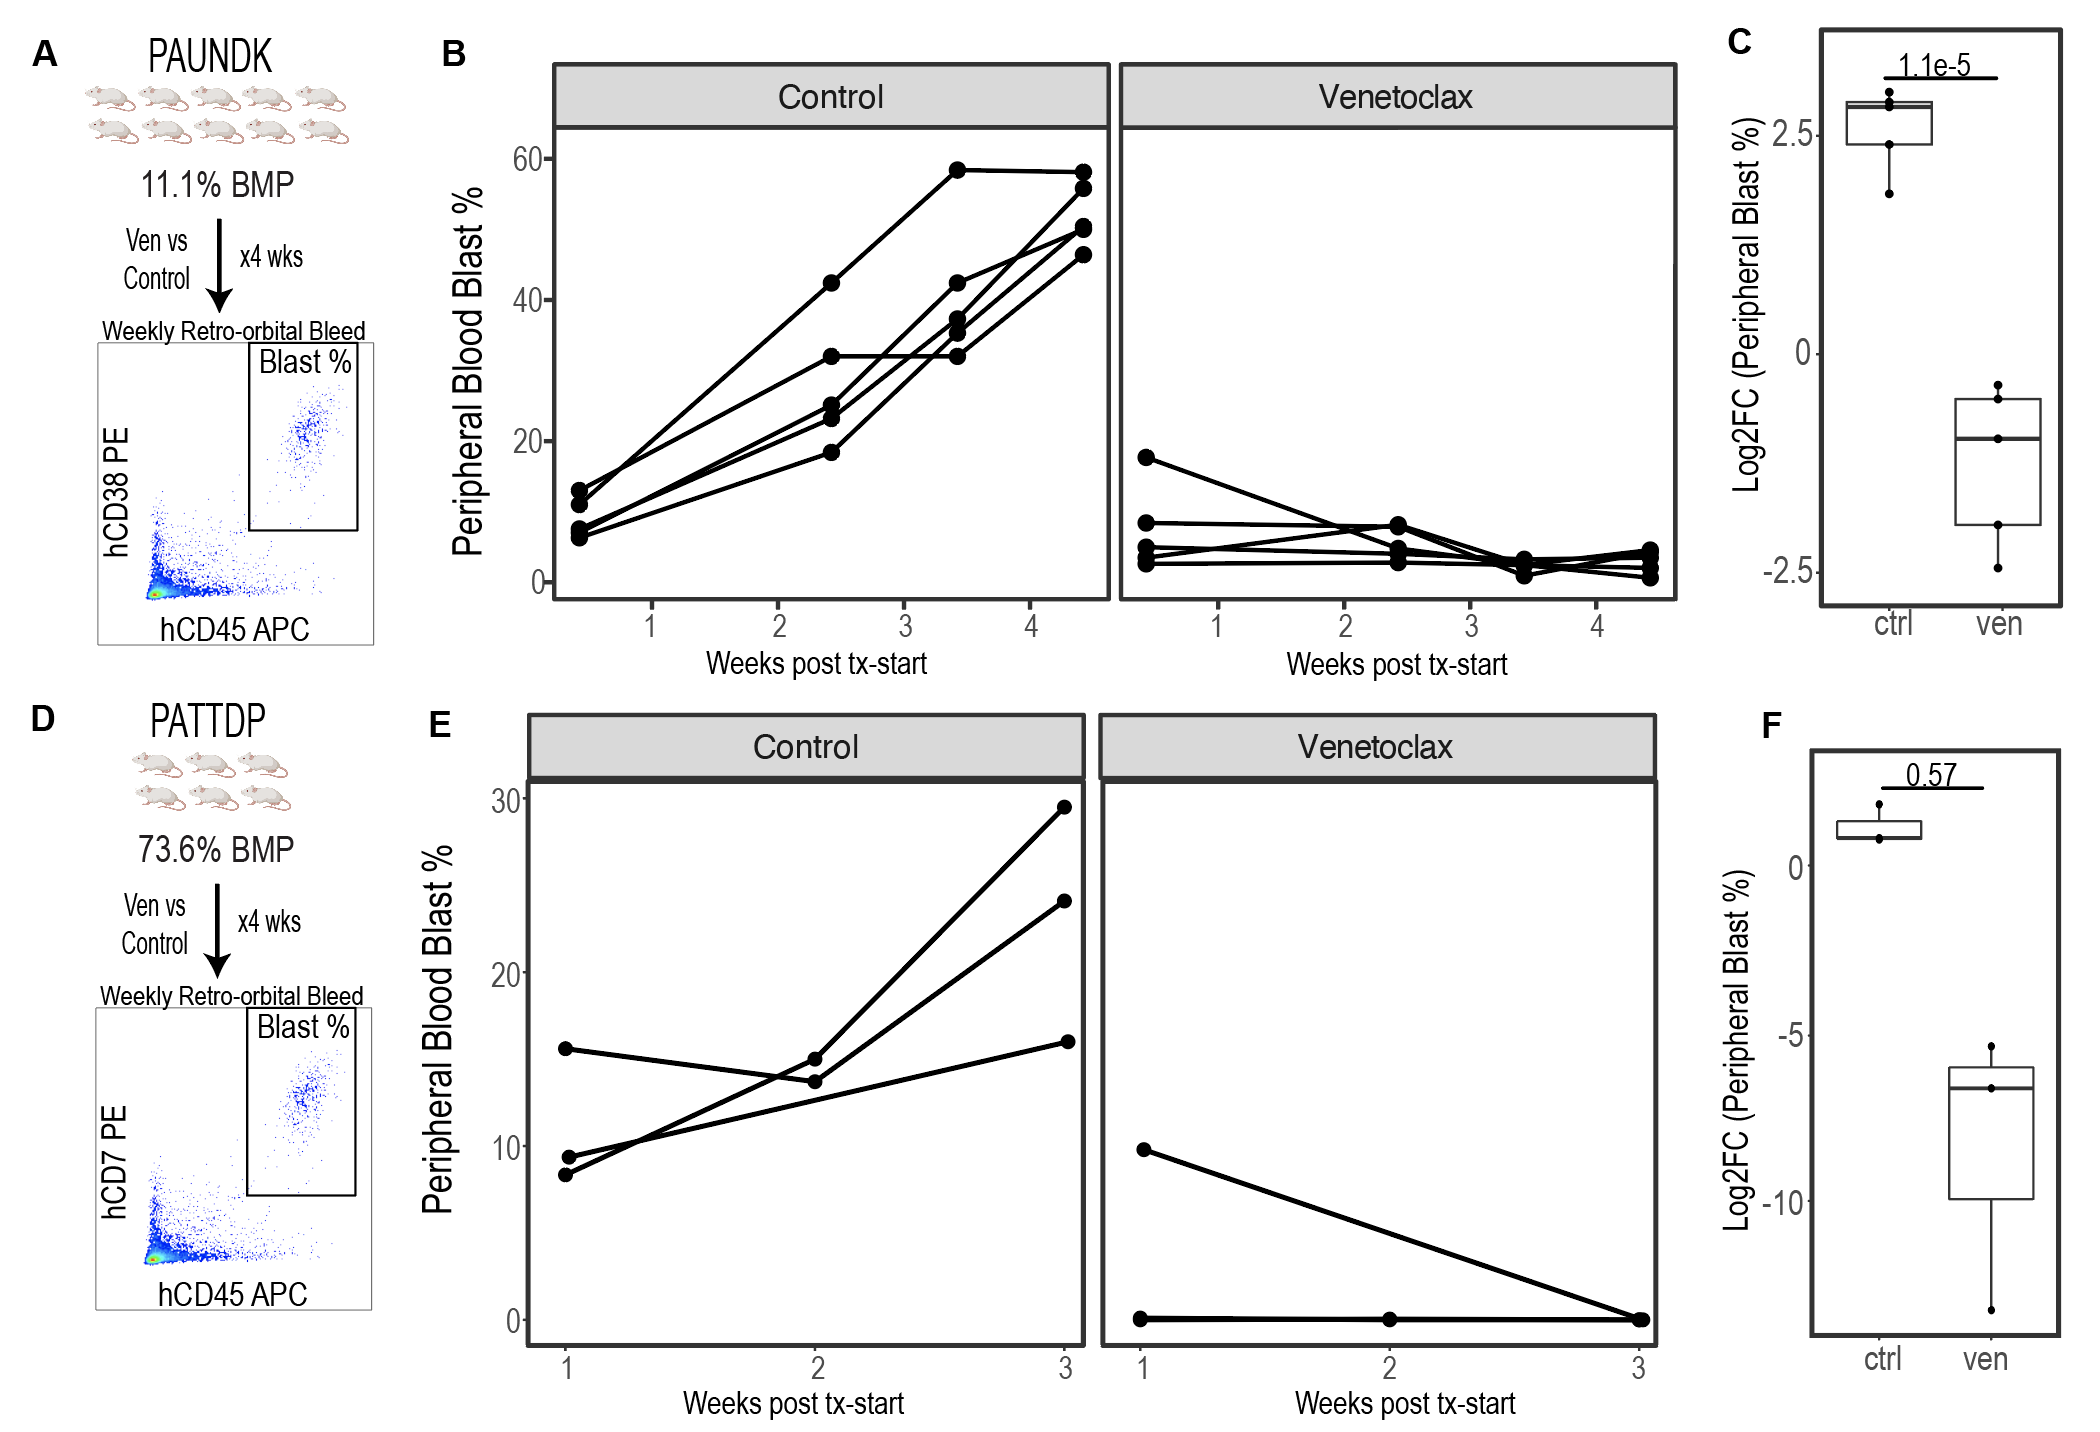 A
PAUNDK
11.1% BMP
Ven vs
Control
x4 wks
Weekly Retro-orbital Bleed
Blast %
hCD38 PE
hCD45 APC
B
Control
Venetoclax
Peripheral Blood Blast %
60
40
20
0
1 2 3 4
1 2 3 4
Weeks post tx-start
Weeks post tx-start
C
1.1e-5
Log2FC (Peripheral Blast %)
2.5
0
-2.5
ctrl ven
D
PATTDP
73.6% BMP
Ven vs
Control
x4 wks
Weekly Retro-orbital Bleed
Blast %
hCD7 PE
hCD45 APC
E
Control
Venetoclax
Peripheral Blood Blast %
30
20
10
0
1 2 3
1 2 3
Weeks post tx-start
Weeks post tx-start
F
0.57
Log2FC (Peripheral Blast %)
0
-5
-10
ctrl ven